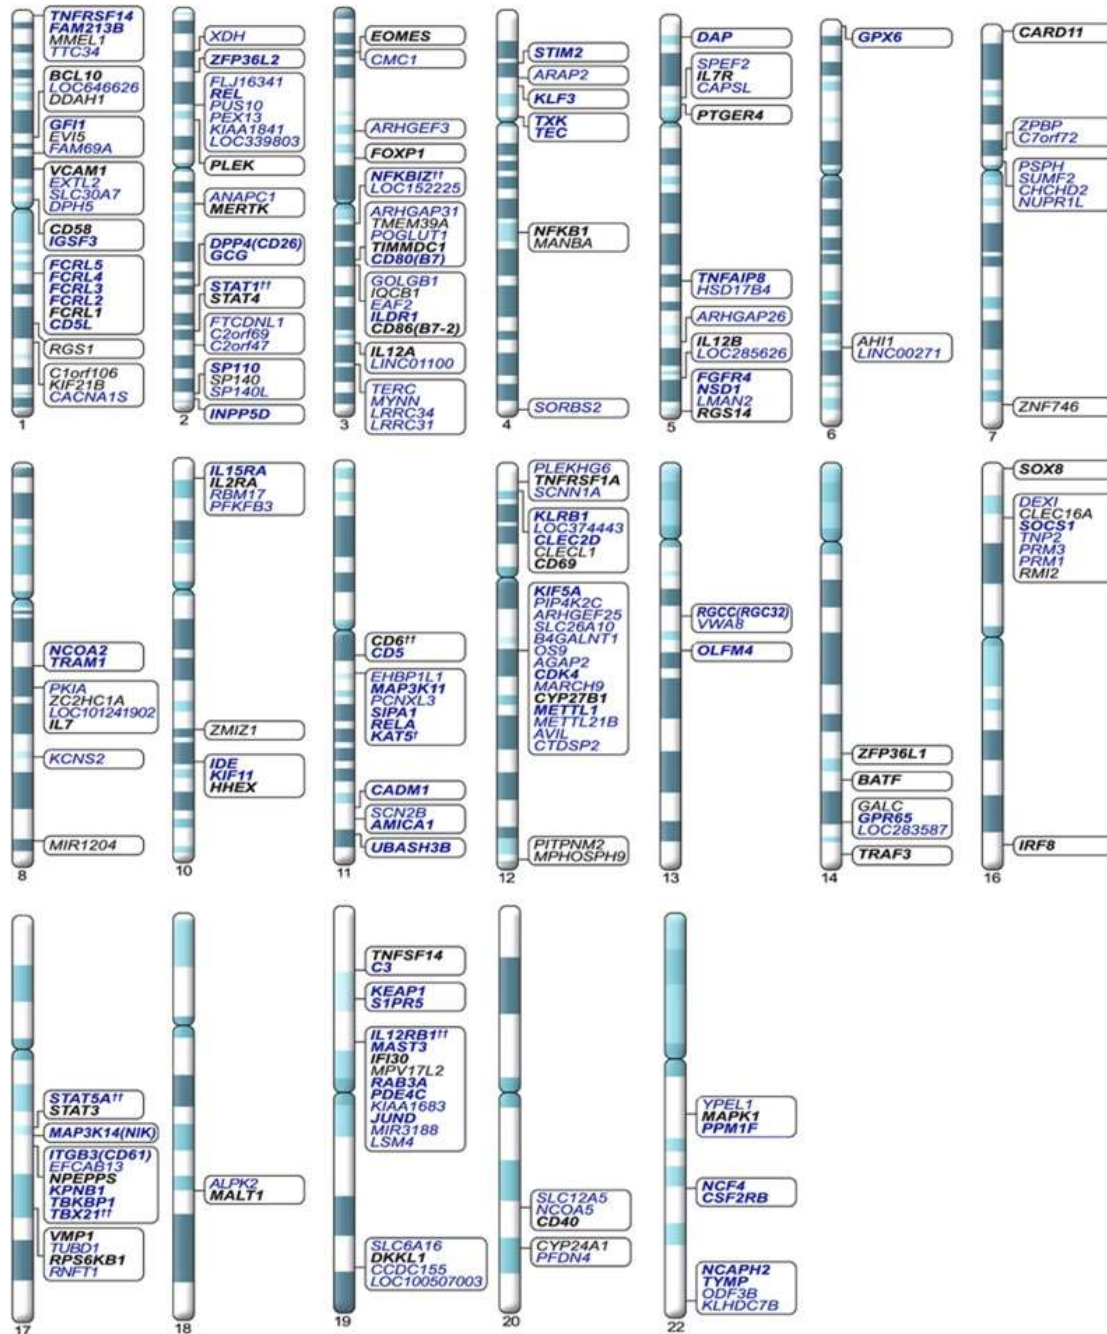 TNFRSF14
FAM213B
MMEL1
TTC34
BCL10
LOC646626
DDAH1
GFI1
EVI5
FAM69A
VCAM1
EXTL2
SLC30A7
DPH5
CD58
IGSF3
FCRL5
FCRL4
FCRL3
FCRL2
FCRL1
CD5L
RGS1
C1orf106
KIF21B
CACNA1S
1
XDH
ZFP36L2
FLJ16341
REL
PUS10
PEX13
KIAA1841
LOC339803
PLEK
ANAPC1
MERTK
DPP4(CD26)
GCG
STAT1††
STAT4
FTCDNL1
C2orf69
C2orf47
SP110
SP140
SP140L
INPP5D
2
EOMES
CMC1
ARHGEF3
FOXP1
NFKBIZ††
LOC152225
ARHGAP31
TMEM39A
POGLUT1
TIMMDC1
CD80(B7)
GOLGB1
IQCB1
EAF2
ILDR1
CD86(B7-2)
IL12A
LINC01100
TERC
MYNN
LRRC34
LRRC31
3
STIM2
ARAP2
KLF3
TXK
TEC
NFKB1
MANBA
SORBS2
4
DAP
SPEF2
IL7R
CAPSL
PTGER4
TNFAIP8
HSD17B4
ARHGAP26
IL12B
LOC285626
FGFR4
NSD1
LMAN2
RGS14
5
GPX6
AHI1
LINC00271
6
CARD11
ZPBP
C7orf72
PSPH
SUMF2
CHCHD2
NUPR1L
ZNF746
7
NCOA2
TRAM1
PKIA
ZC2HC1A
LOC101241902
IL7
KCNS2
MIR1204
8
IL15RA
IL2RA
RBM17
PFKFB3
ZMIZ1
IDE
KIF11
HHEX
10
CD6††
CD5
EHBP1L1
MAP3K11
PCNXL3
SIPA1
RELA
KAT5†
CADM1
SCN2B
AMICA1
UBASH3B
11
PLEKHG6
TNFRSF1A
SCNN1A
KLRB1
LOC374443
CLEC2D
CLECL1
CD69
KIF5A
PIP4K2C
ARHGEF25
SLC26A10
B4GALNT1
OS9
AGAP2
CDK4
MARCH9
CYP27B1
METTL1
METTL21B
AVIL
CTDSP2
PITPNM2
MPHOSPH9
12
RGCC(RGC32)
VWA8
OLFM4
13
ZFP36L1
BATF
GALC
GPR65
LOC283587
TRAF3
14
SOX8
DEXI
CLEC16A
SOCS1
TNP2
PRM3
PRM1
RMI2
IRF8
16
STAT5A††
STAT3
MAP3K14(NIK)
ITGB3(CD61)
EFCAB13
NPEPPS
KPNB1
TBKBP1
TBX21††
VMP1
TUBD1
RPS6KB1
RNFT1
17
ALPK2
MALT1
18
TNFSF14
C3
KEAP1
S1PR5
IL12RB1††
MAST3
IFI30
MPV17L2
RAB3A
PDE4C
KIAA1683
JUND
MIR3188
LSM4
SLC6A16
DKKL1
CCDC155
LOC100507003
19
SLC12A5
NCOA5
CD40
CYP24A1
PFDN4
20
YPEL1
MAPK1
PPM1F
NCF4
CSF2RB
NCAPH2
TYMP
ODF3B
KLHDC7B
22